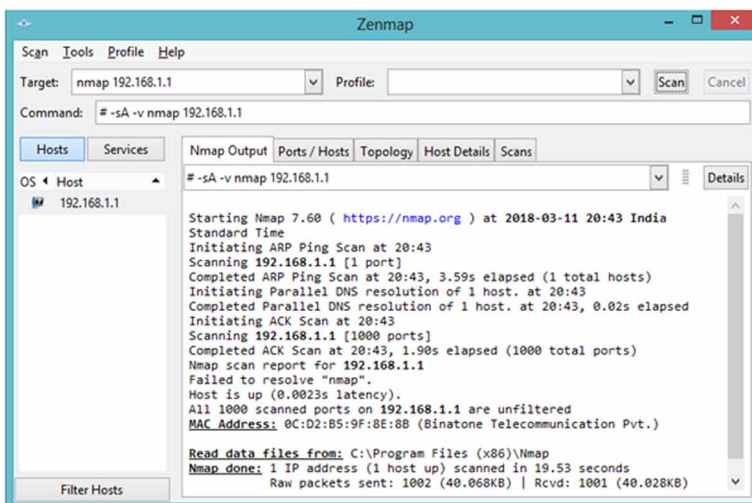 Zenmap
Scan Tools Profile Help
Target: nmap 192.168.1.1 Profile: Scan Cancel
Command: # -sA -v nmap 192.168.1.1
Hosts Services
OS Host
192.168.1.1
Filter Hosts
Nmap Output Ports / Hosts Topology Host Details Scans
# -sA -v nmap 192.168.1.1 Details
Starting Nmap 7.60 ( https://nmap.org ) at 2018-03-11 20:43 India
Standard Time
Initiating ARP Ping Scan at 20:43
Scanning 192.168.1.1 [1 port]
Completed ARP Ping Scan at 20:43, 3.59s elapsed (1 total hosts)
Initiating Parallel DNS resolution of 1 host. at 20:43
Completed Parallel DNS resolution of 1 host. at 20:43, 0.02s elapsed
Initiating ACK Scan at 20:43
Scanning 192.168.1.1 [1000 ports]
Completed ACK Scan at 20:43, 1.90s elapsed (1000 total ports)
Nmap scan report for 192.168.1.1
Failed to resolve "nmap".
Host is up (0.0023s latency).
All 1000 scanned ports on 192.168.1.1 are unfiltered
MAC Address: 0C:D2:B5:9F:8E:8B (Binatone Telecommunication Pvt.)
Read data files from: C:\Program Files (x86)\Nmap
Nmap done: 1 IP address (1 host up) scanned in 19.53 seconds
Raw packets sent: 1002 (40.068KB) | Rcvd: 1001 (40.028KB)